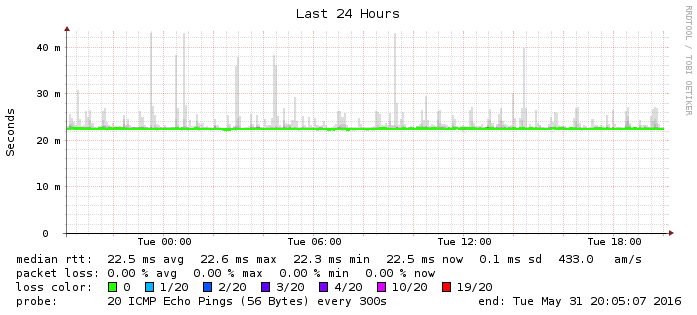 Last 24 Hours
RRDTOOL / TOBI OETIKER
Seconds
40 m
30 m
20 m
10 m
0
Tue 00:00 Tue 06:00 Tue 12:00 Tue 18:00
median rtt: 22.5 ms avg 22.6 ms max 22.3 ms min 22.5 ms now 0.1 ms sd 433.0 am/s
packet loss: 0.00 % avg 0.00 % max 0.00 % min 0.00 % now
loss color: 0 1/20 2/20 3/20 4/20 10/20 19/20
probe: 20 ICMP Echo Pings (56 Bytes) every 300s end: Tue May 31 20:05:07 2016